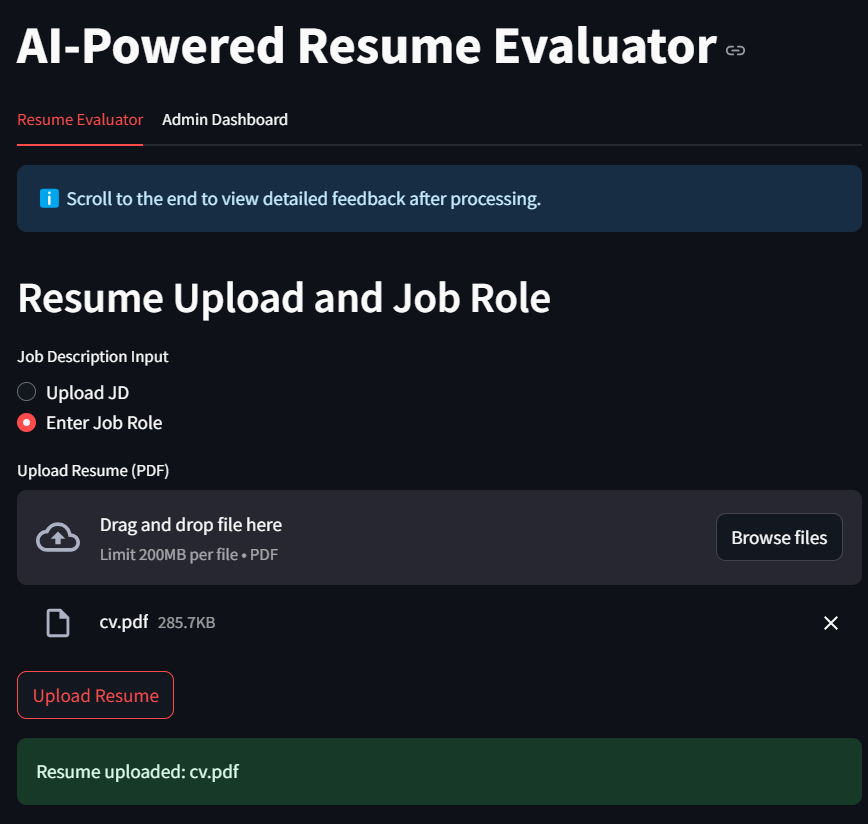 AI-Powered Resume Evaluator
Resume Evaluator Admin Dashboard
i Scroll to the end to view detailed feedback after processing.
Resume Upload and Job Role
Job Description Input
Upload JD
Enter Job Role
Upload Resume (PDF)
Drag and drop file here
Limit 200MB per file • PDF
Browse files
cv.pdf 285.7KB
Upload Resume
Resume uploaded: cv.pdf